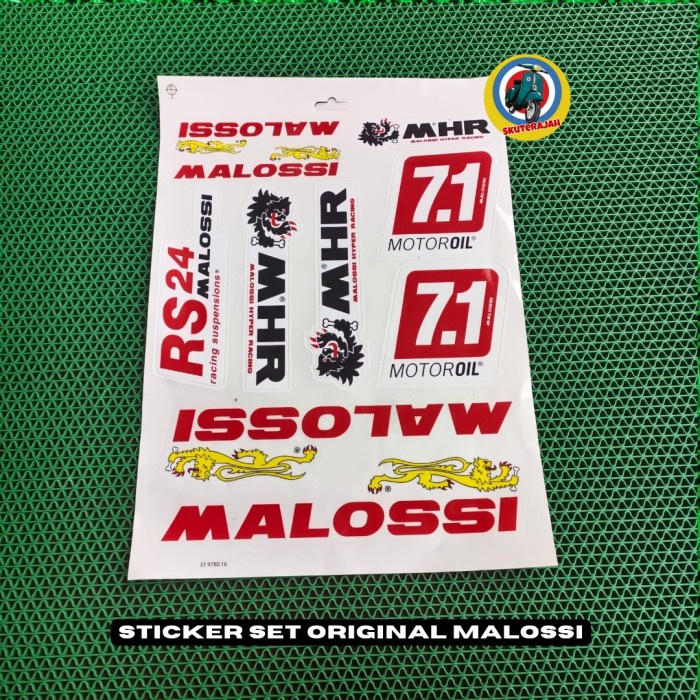 SKUTERAJAH
MALOSSI
MHR
MALOSSI HYPER RACING
MALOSSI
7.1
MALOSSI
MOTOROIL®
RS24
MALOSSI
racing suspensions®
MHR
MALOSSI HYPER RACING
MHR
MALOSSI HYPER RACING
7.1
MALOSSI
MOTOROIL®
MALOSSI
MALOSSI
33 9780.16
STICKER SET ORIGINAL MALOSSI